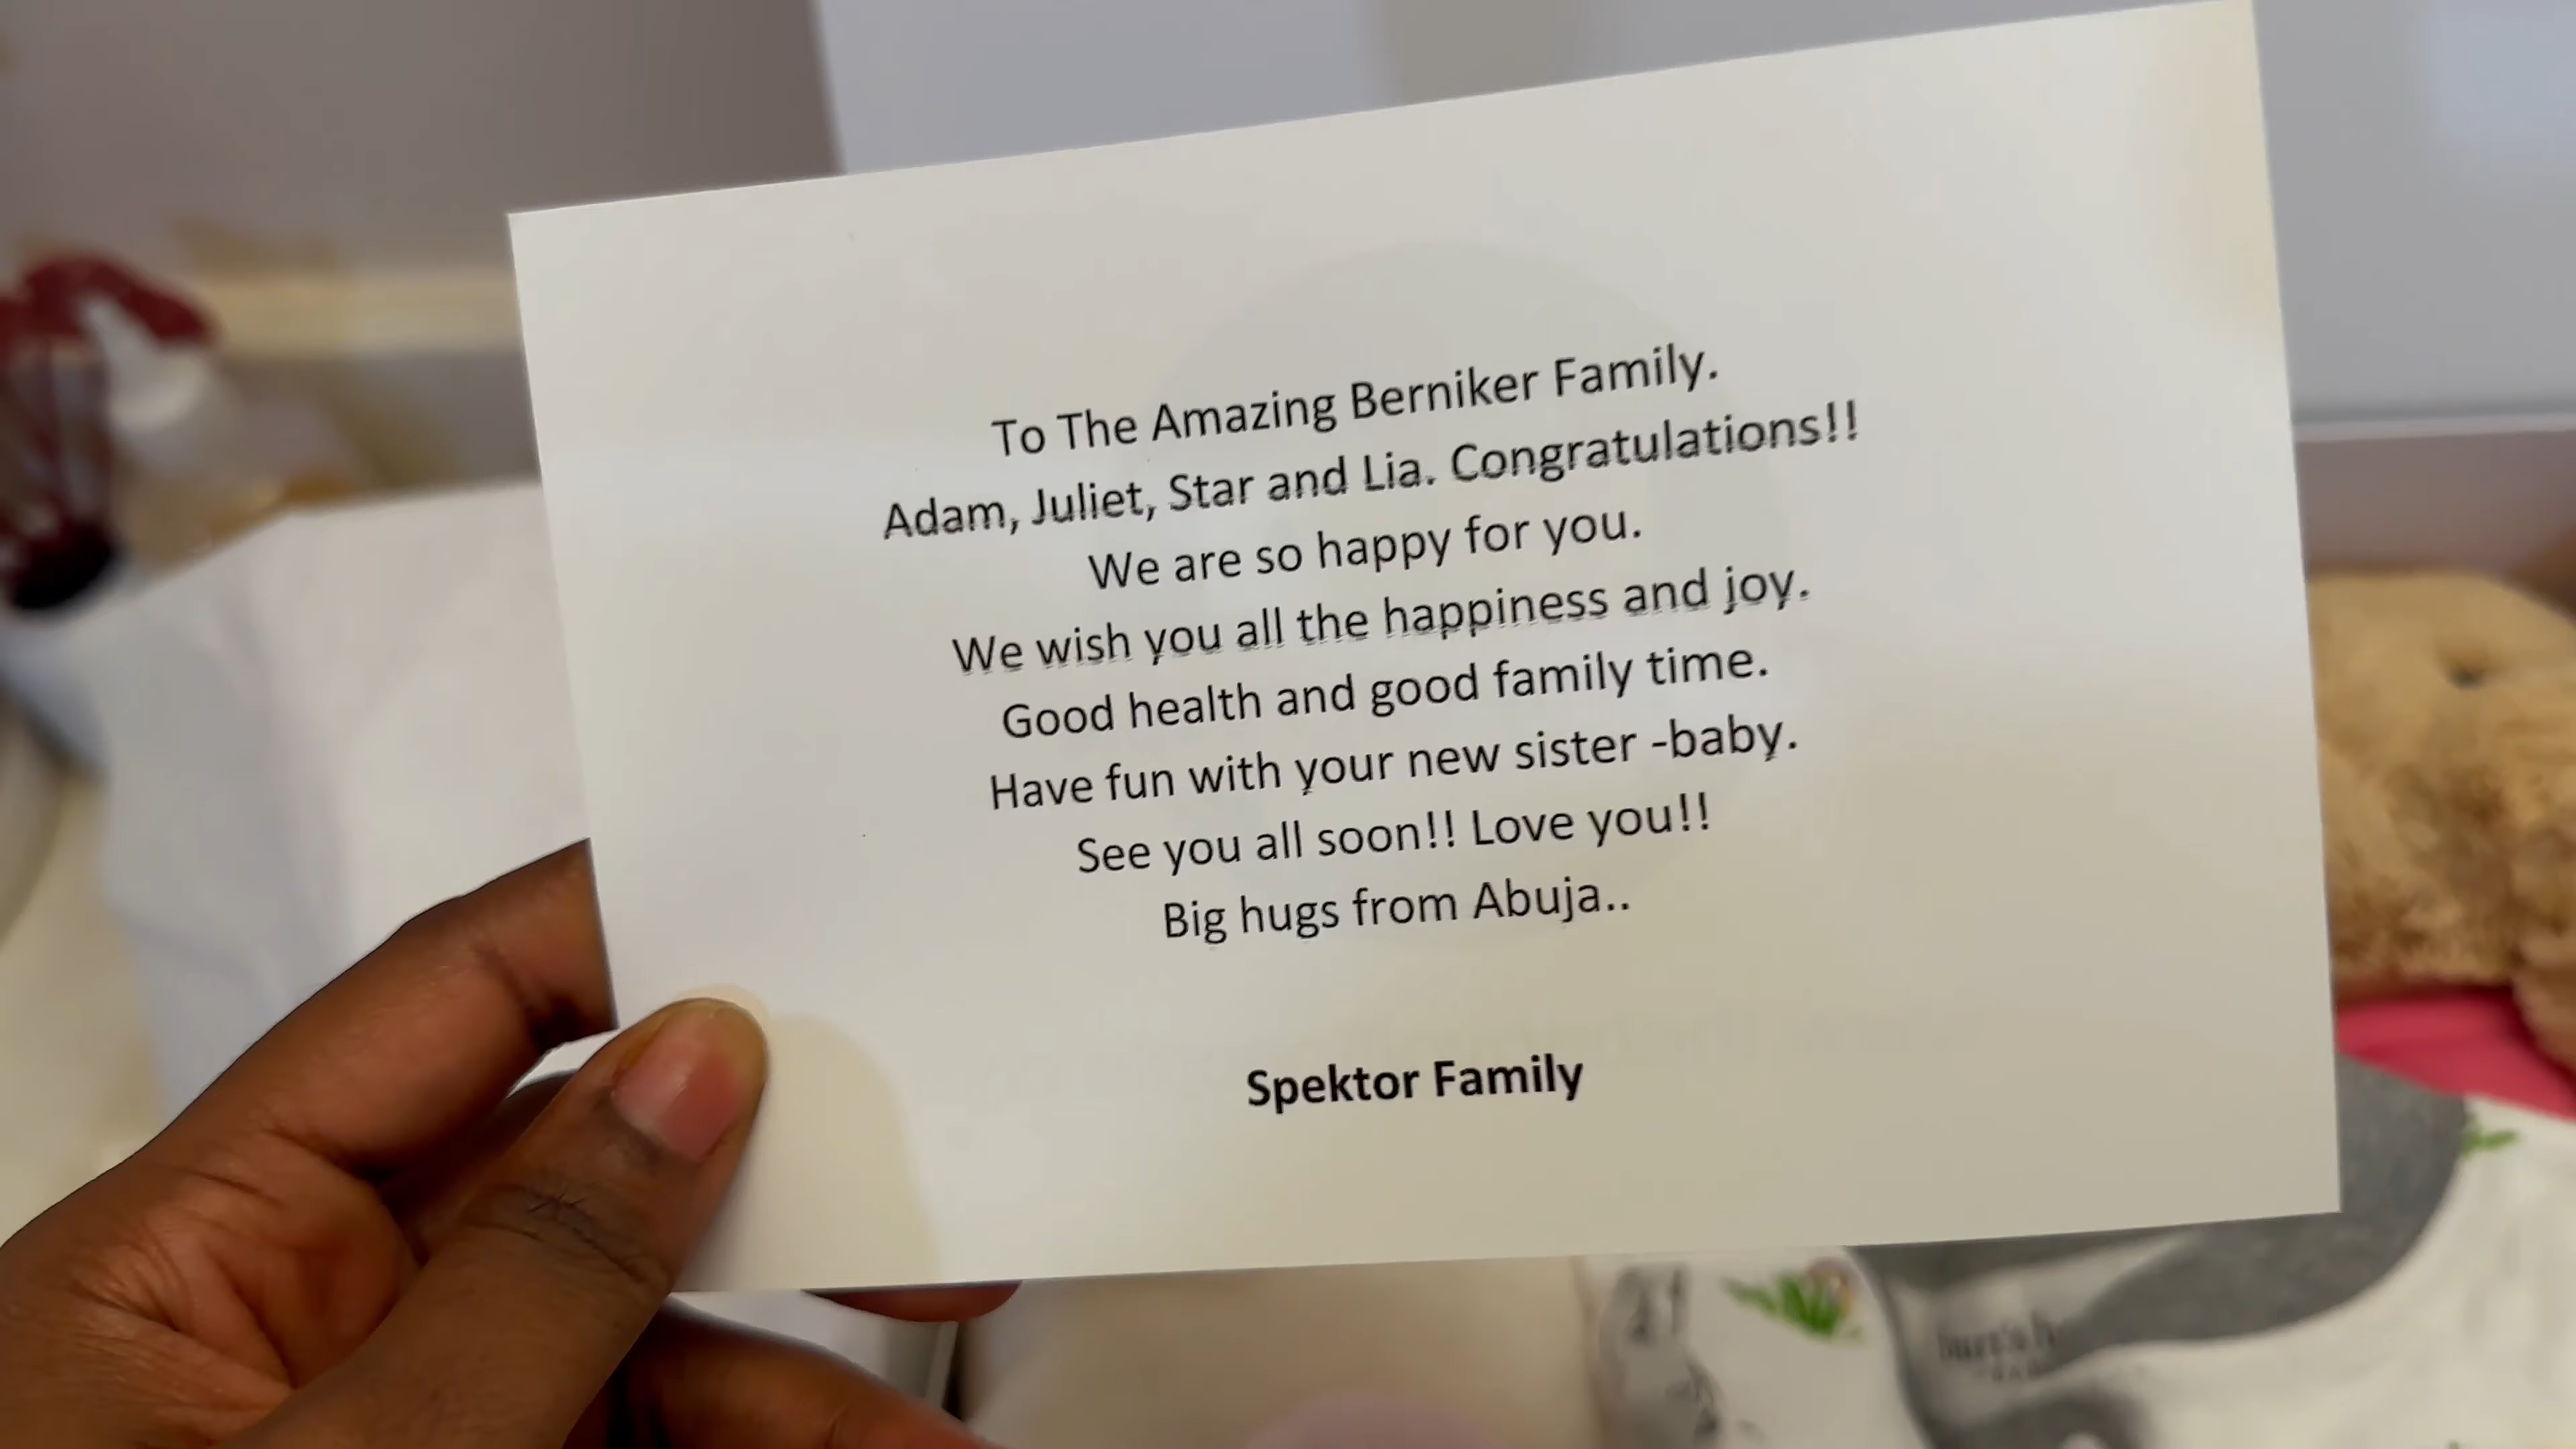 To The Amazing Berniker Family.
Adam, Juliet, Star and Lia. Congratulations!!
We are so happy for you.
We wish you all the happiness and joy.
Good health and good family time.
Have fun with your new sister -baby.
See you all soon!! Love you!!
Big hugs from Abuja..
Spektor Family